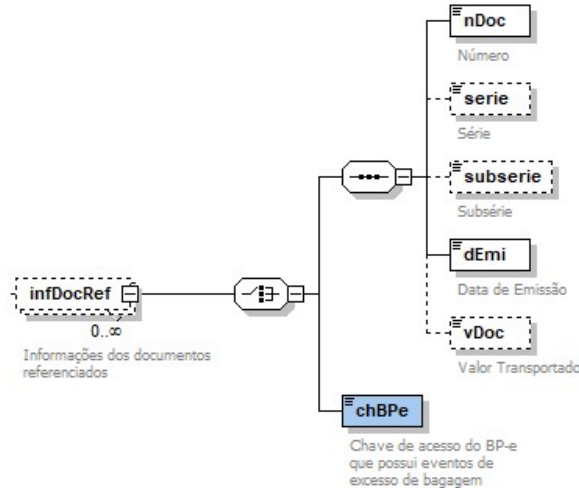 nDoc
Número
serie
Série
subserie
Subsérie
dEmi
Data de Emissão
infDocRef
0..∞
Informações dos documentos
referenciados
vDoc
Valor Transportado
chBPe
Chave de acesso do BP-e
que possui eventos de
excesso de bagagem